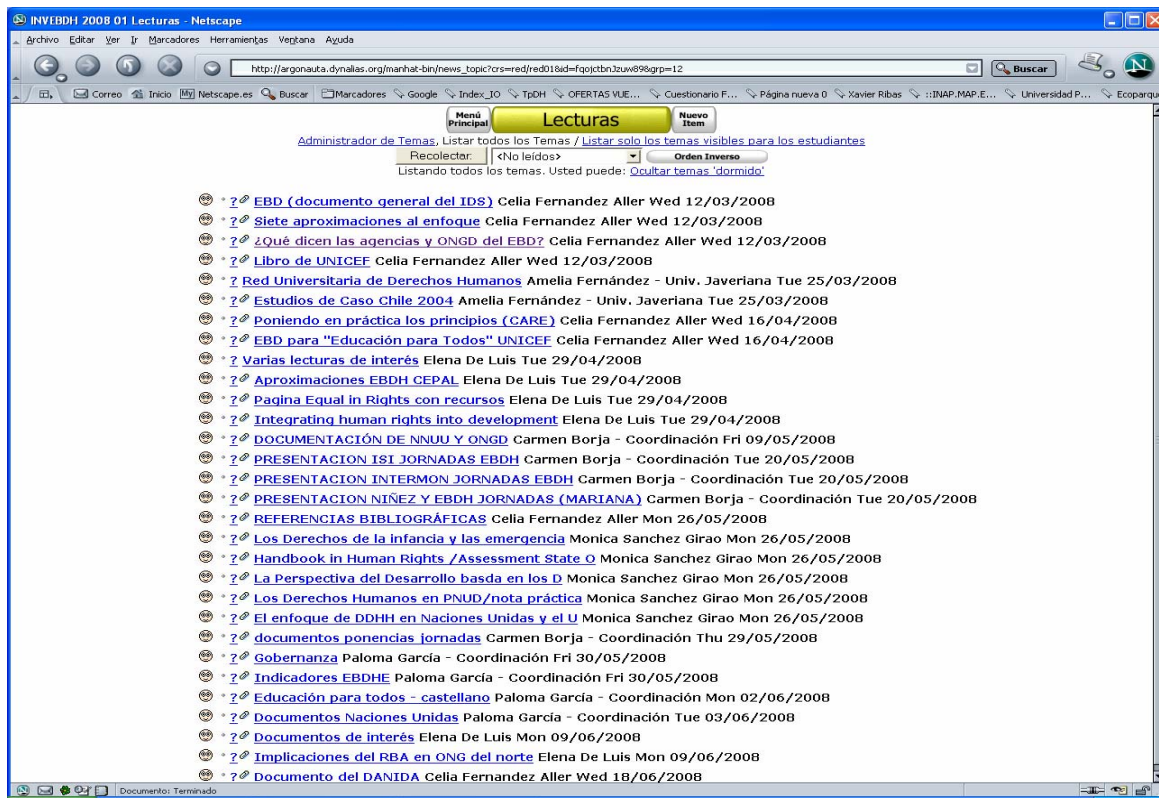 INVEBDH 2008 01 Lecturas - Netscape
Archivo Editar Ver Ir Marcadores Herramientas Ventana Ayuda
http://argonauta.dynalias.org/manhat-bin/news_topic?crs=red/red01&id=fqojctbnJzuw89&grp=12 Buscar
Correo Inicio My Netscape.es Buscar Marcadores Google Index_IO TpDH OFERTAS VUE... Cuestionario F... Página nueva 0 Xavier Ribas ::INAP.MAP.E... Universidad P... Ecoparque
Menú Principal Lecturas Nuevo Item
Administrador de Temas, Listar todos los Temas / Listar solo los temas visibles para los estudiantes
Recolectar: <No leídos> Orden Inverso
Listando todos los temas. Usted puede: Ocultar temas 'dormido'
? EBD (documento general del IDS) Celia Fernandez Aller Wed 12/03/2008
? Siete aproximaciones al enfoque Celia Fernandez Aller Wed 12/03/2008
? ¿Qué dicen las agencias y ONGD del EBD? Celia Fernandez Aller Wed 12/03/2008
? Libro de UNICEF Celia Fernandez Aller Wed 12/03/2008
? Red Universitaria de Derechos Humanos Amelia Fernández - Univ. Javeriana Tue 25/03/2008
? Estudios de Caso Chile 2004 Amelia Fernández - Univ. Javeriana Tue 25/03/2008
? Poniendo en práctica los principios (CARE) Celia Fernandez Aller Wed 16/04/2008
? EBD para "Educación para Todos" UNICEF Celia Fernandez Aller Wed 16/04/2008
? Varias lecturas de interés Elena De Luis Tue 29/04/2008
? Aproximaciones EBDH CEPAL Elena De Luis Tue 29/04/2008
? Pagina Equal in Rights con recursos Elena De Luis Tue 29/04/2008
? Integrating human rights into development Elena De Luis Tue 29/04/2008
? DOCUMENTACIÓN DE NNUU Y ONGD Carmen Borja - Coordinación Fri 09/05/2008
? PRESENTACION ISI JORNADAS EBDH Carmen Borja - Coordinación Tue 20/05/2008
? PRESENTACION INTERMON JORNADAS EBDH Carmen Borja - Coordinación Tue 20/05/2008
? PRESENTACION NIÑEZ Y EBDH JORNADAS (MARIANA) Carmen Borja - Coordinación Tue 20/05/2008
? REFERENCIAS BIBLIOGRÁFICAS Celia Fernandez Aller Mon 26/05/2008
? Los Derechos de la infancia y las emergencia Monica Sanchez Girao Mon 26/05/2008
? Handbook in Human Rights /Assessment State O Monica Sanchez Girao Mon 26/05/2008
? La Perspectiva del Desarrollo basda en los D Monica Sanchez Girao Mon 26/05/2008
? Los Derechos Humanos en PNUD/nota práctica Monica Sanchez Girao Mon 26/05/2008
? El enfoque de DDHH en Naciones Unidas y el U Monica Sanchez Girao Mon 26/05/2008
? documentos ponencias jornadas Carmen Borja - Coordinación Thu 29/05/2008
? Gobernanza Paloma García - Coordinación Fri 30/05/2008
? Indicadores EBDHE Paloma García - Coordinación Fri 30/05/2008
? Educación para todos - castellano Paloma García - Coordinación Mon 02/06/2008
? Documentos Naciones Unidas Paloma García - Coordinación Tue 03/06/2008
? Documentos de interés Elena De Luis Mon 09/06/2008
? Implicaciones del RBA en ONG del norte Elena De Luis Mon 09/06/2008
? Documento del DANIDA Celia Fernandez Aller Wed 18/06/2008
Documento: Terminado